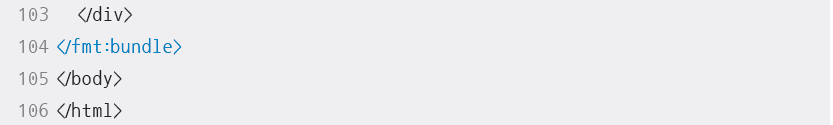 103 </div>
104 </fmt:bundle>
105 </body>
106 </html>